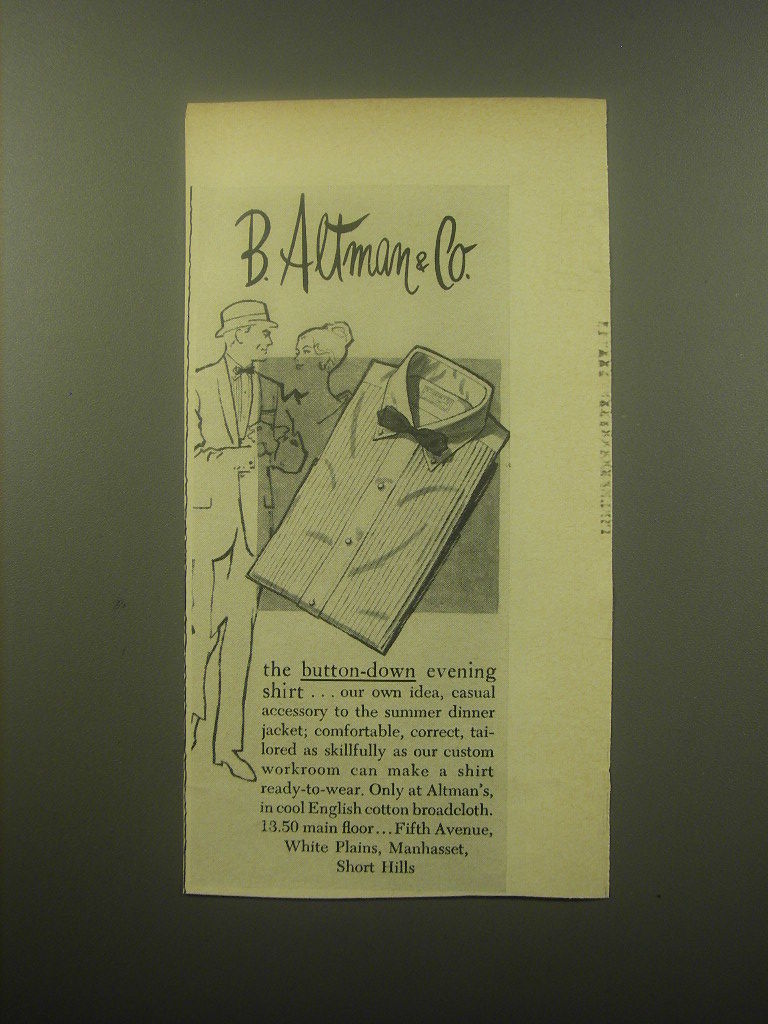 B. Altman & Co.
the button-down evening
shirt . . . our own idea, casual
accessory to the summer dinner
jacket; comfortable, correct, tai-
lored as skillfully as our custom
workroom can make a shirt
ready-to-wear. Only at Altman's,
in cool English cotton broadcloth.
13.50 main floor . . . Fifth Avenue,
White Plains, Manhasset,
Short Hills